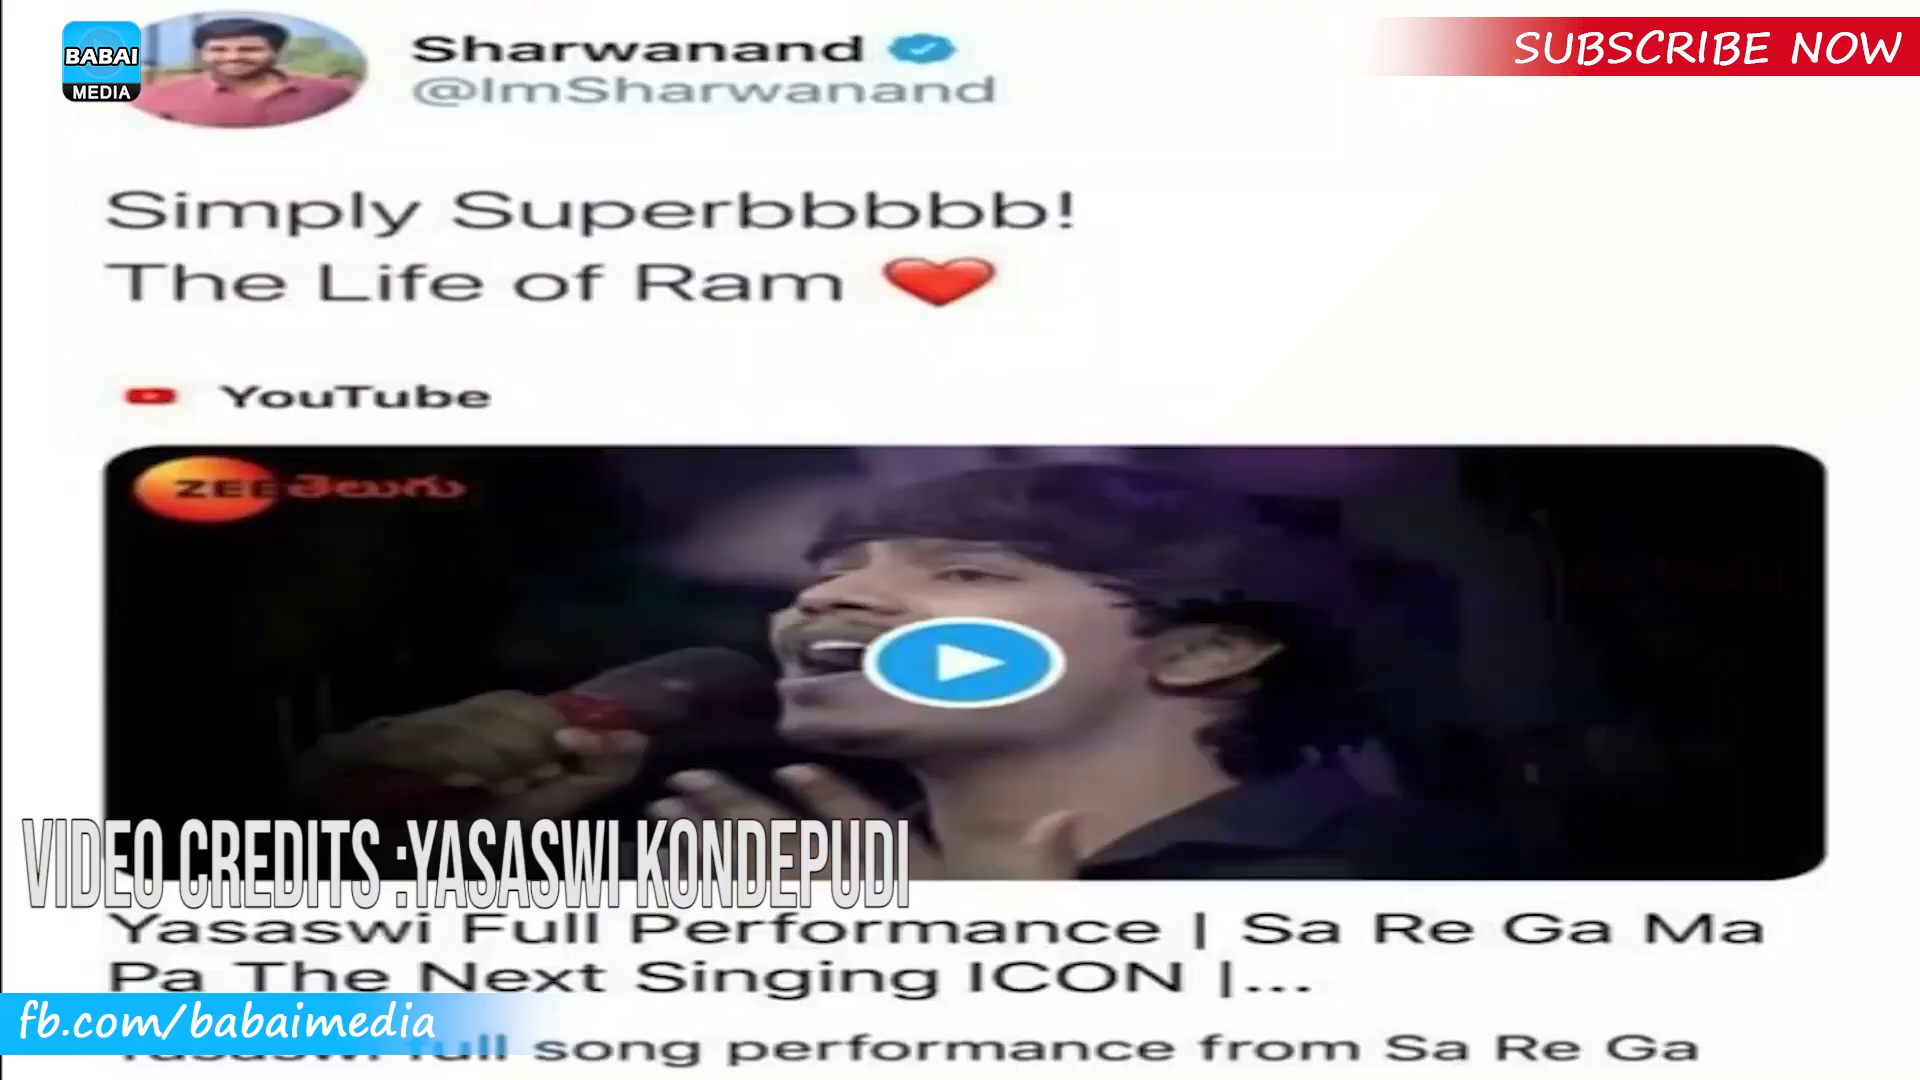 BABAI
MEDIA
Sharwanand
@ImSharwanand
SUBSCRIBE NOW
Simply Superbbbbbb!
The Life of Ram ❤️
YouTube
ZEE తెలుగు
VIDEO CREDITS :YASASWI KONDEPUDI
Yasaswi Full Performance | Sa Re Ga Ma
Pa The Next Singing ICON |...
fb.com/babaimedia
Yasaswi full song performance from Sa Re Ga